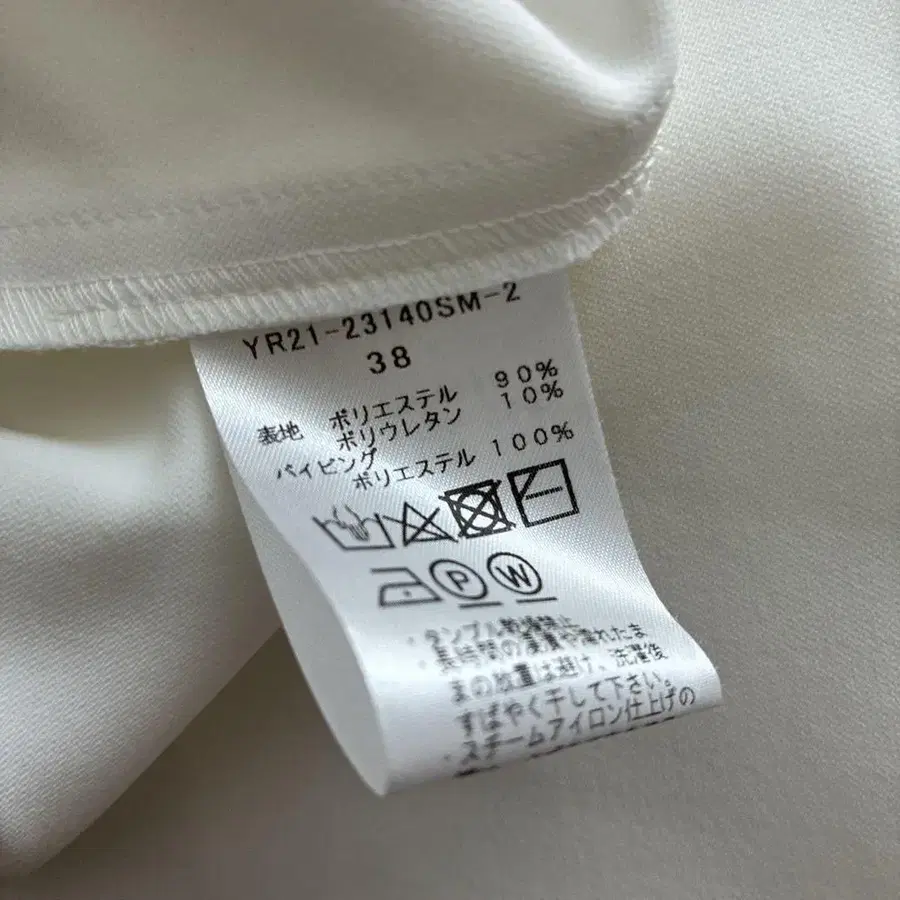 YR21-23140SM-2
38
表地 ポリエステル 90%
ポリウレタン 10%
パイピング
ポリエステル 100%
P W
・タンブル乾燥禁止
・長時間の浸漬や濡れたま
まの放置は避け、洗濯後
すばやく干して下さい。
・スチームアイロン仕上げの